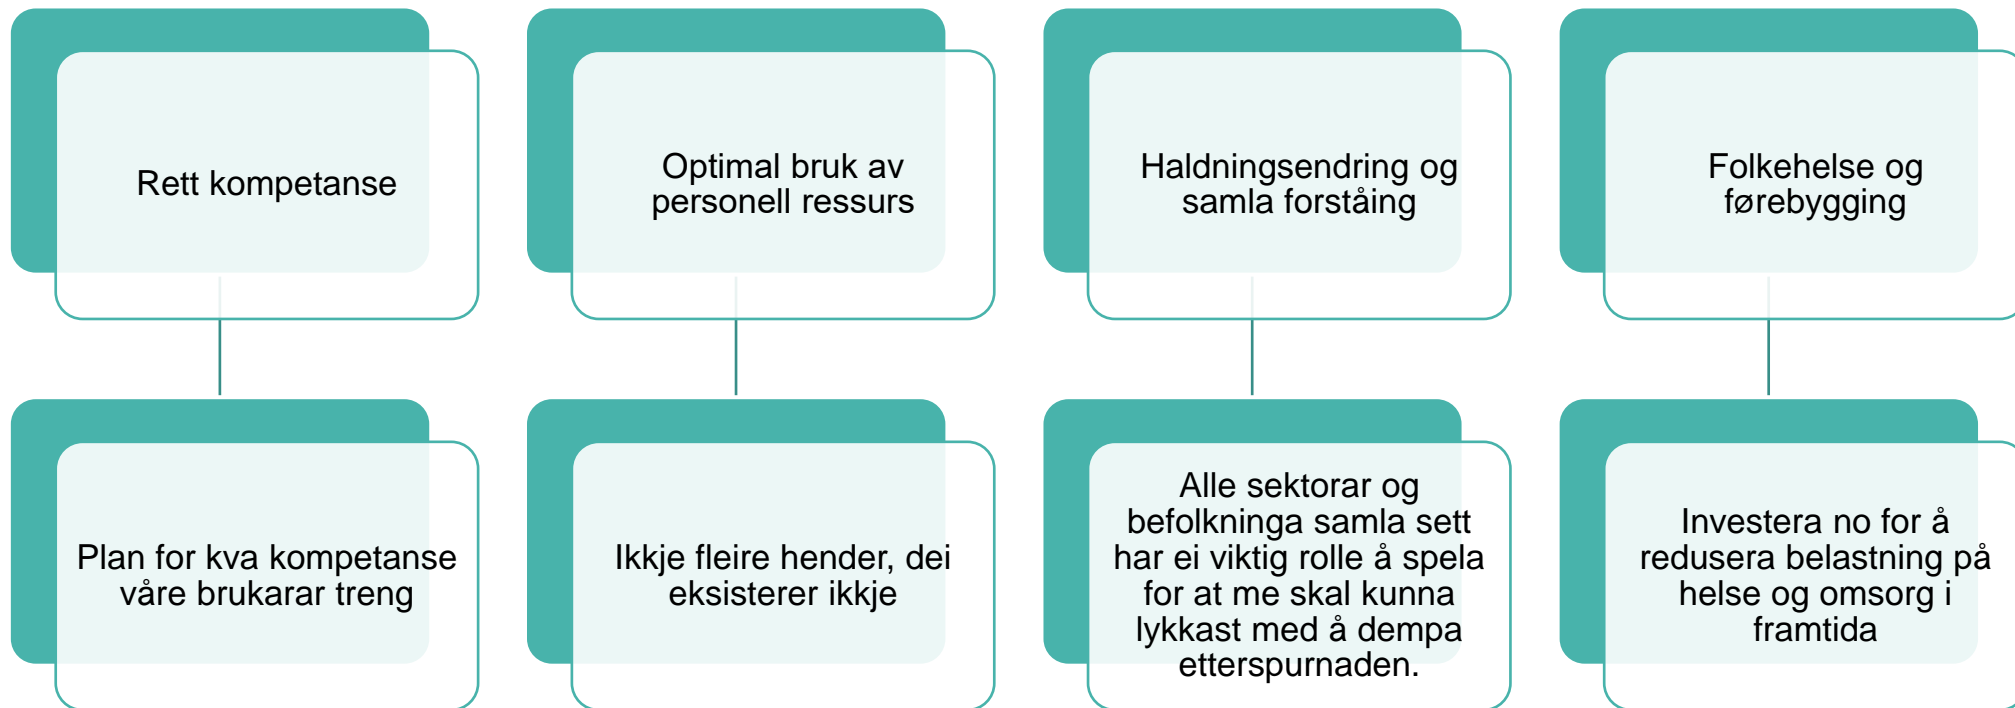 Rett kompetanse
Optimal bruk av
personell ressurs
Haldningsendring og
samla forståing
Folkehelse og
førebygging
Plan for kva kompetanse
våre brukarar treng
Ikkje fleire hender, dei
eksisterer ikkje
Alle sektorar og
befolkninga samla sett
har ei viktig rolle å spela
for at me skal kunna
lykkast med å dempa
etterspurnaden.
Investera no for å
redusera belastning på
helse og omsorg i
framtida